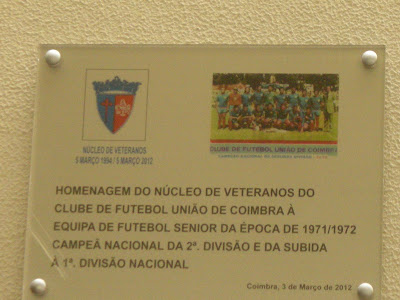 NÚCLEO DE VETERANOS
5 MARÇO 1994 / 5 MARÇO 2012
CLUBE DE FUTEBOL UNIÃO DE COIMBRA
HOMENAGEM DO NÚCLEO DE VETERANOS DO
CLUBE DE FUTEBOL UNIÃO DE COIMBRA À
EQUIPA DE FUTEBOL SENIOR DA ÉPOCA DE 1971/1972
CAMPEÃ NACIONAL DA 2ª. DIVISÃO E DA SUBIDA
À 1ª. DIVISÃO NACIONAL
Coimbra, 3 de Março de 2012